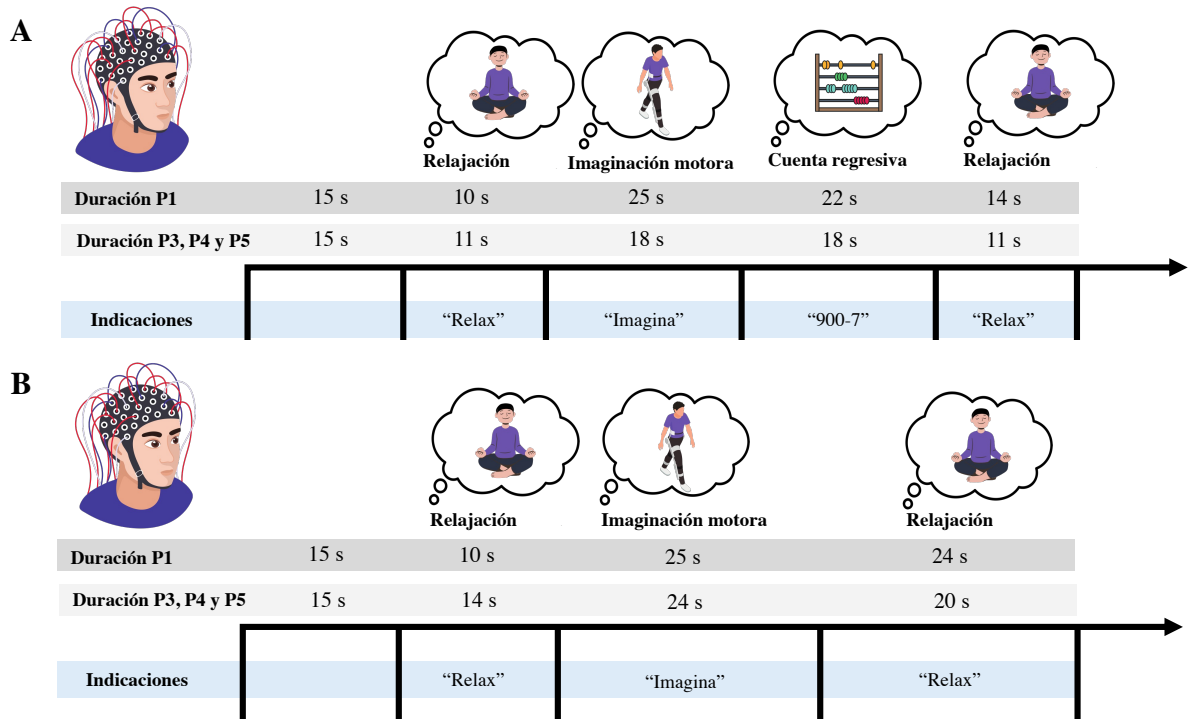 A
Relajación Imaginación motora Cuenta regresiva Relajación
Duración P1 15 s 10 s 25 s 22 s 14 s
Duración P3, P4 y P5 15 s 11 s 18 s 18 s 11 s
Indicaciones “Relax” “Imagina” “900-7” “Relax”
B
Relajación Imaginación motora Relajación
Duración P1 15 s 10 s 25 s 24 s
Duración P3, P4 y P5 15 s 14 s 24 s 20 s
Indicaciones “Relax” “Imagina” “Relax”